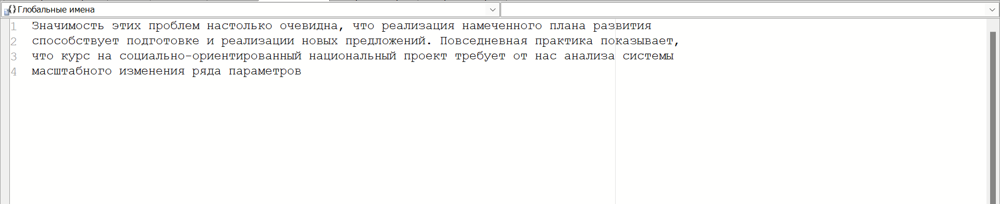 Глобальные имена
1 Значимость этих проблем настолько очевидна, что реализация намеченного плана развития
2 способствует подготовке и реализации новых предложений. Повседневная практика показывает,
3 что курс на социально-ориентированный национальный проект требует от нас анализа системы
4 масштабного изменения ряда параметров